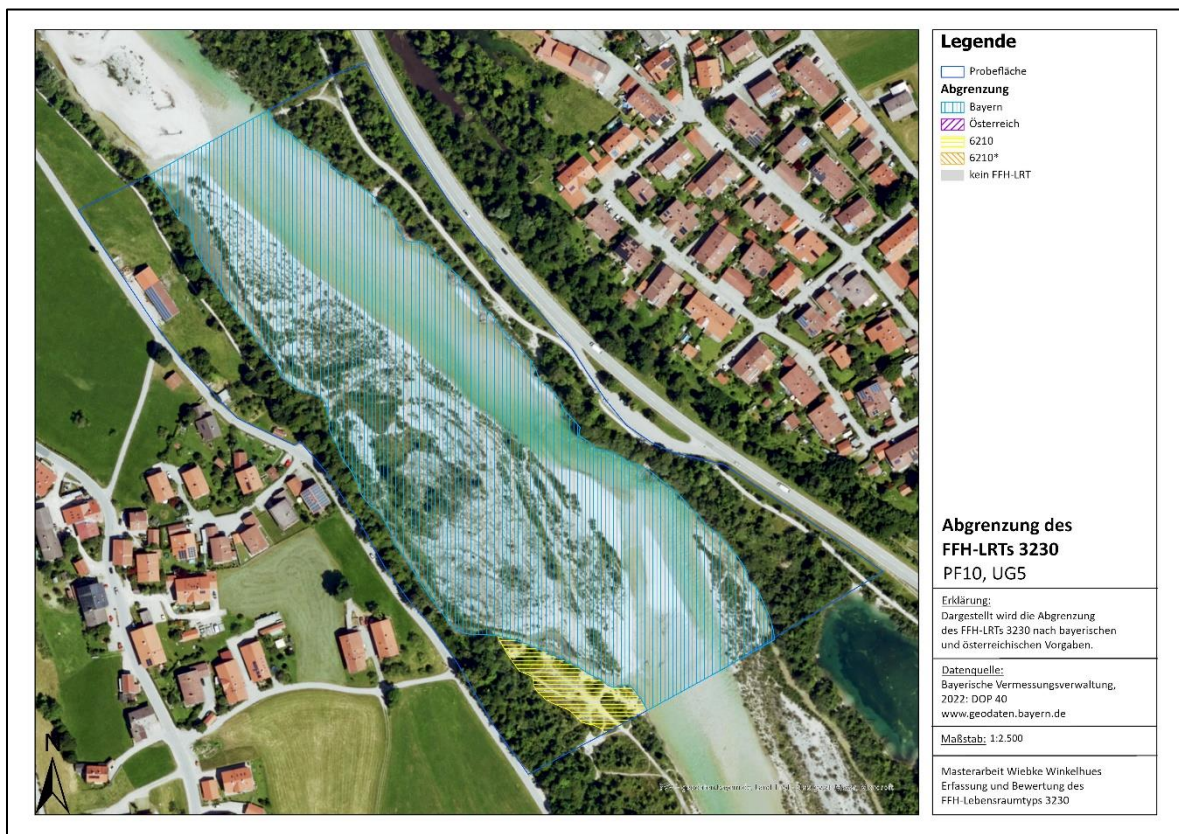 Legende
Probefläche
Abgrenzung
Bayern
Österreich
6210
6210*
kein FFH-LRT
Abgrenzung des
FFH-LRTs 3230
PF10, UG5
Erklärung:
Dargestellt wird die Abgrenzung
des FFH-LRTs 3230 nach bayerischen
und österreichischen Vorgaben.
Datenquelle:
Bayerische Vermessungsverwaltung,
2022: DOP 40
www.geodaten.bayern.de
Maßstab: 1:2.500
Masterarbeit Wiebke Winkelhues
Erfassung und Bewertung des
FFH-Lebensraumtyps 3230
N